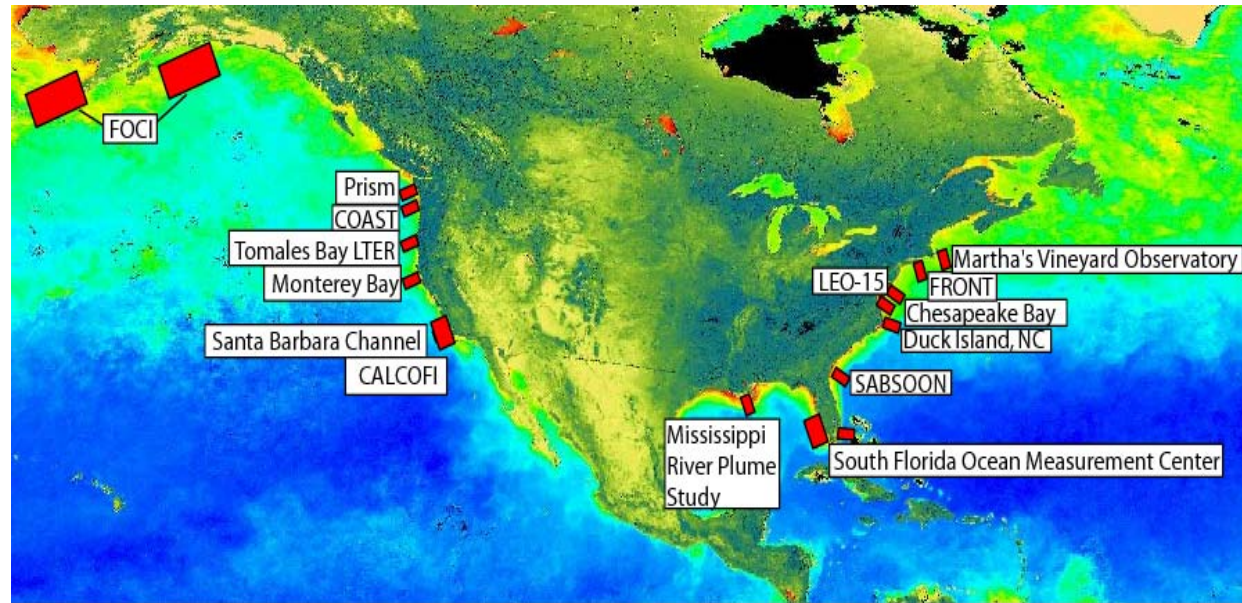 FOCI
Prism
COAST
Tomales Bay LTER
Monterey Bay
Santa Barbara Channel
CALCOFI
Martha's Vineyard Observatory
LEO-15
FRONT
Chesapeake Bay
Duck Island, NC
SABSOON
Mississippi
River Plume
Study
South Florida Ocean Measurement Center